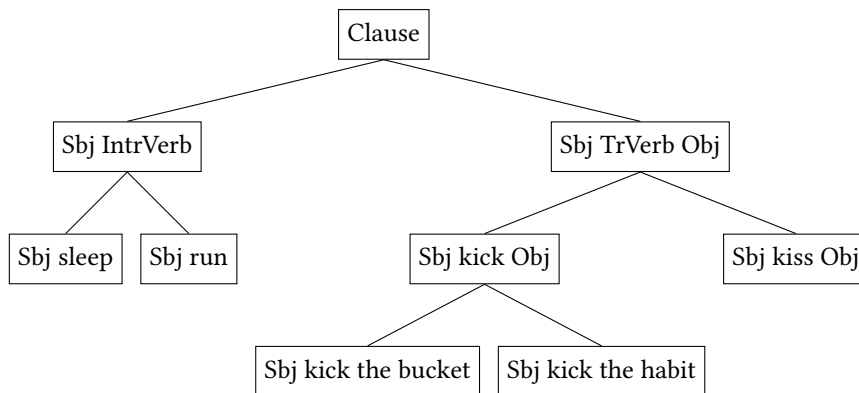 Clause
Sbj IntrVerb
Sbj TrVerb Obj
Sbj sleep
Sbj run
Sbj kick Obj
Sbj kiss Obj
Sbj kick the bucket
Sbj kick the habit